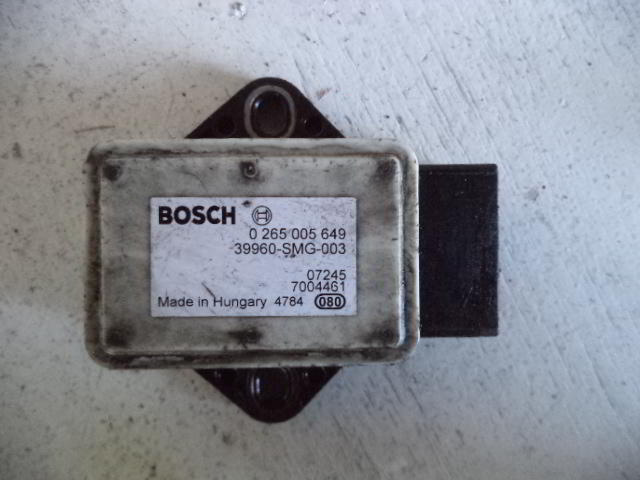 BOSCH
0 265 005 649
39960-SMG-003
07245
7004461
Made in Hungary 4784 080